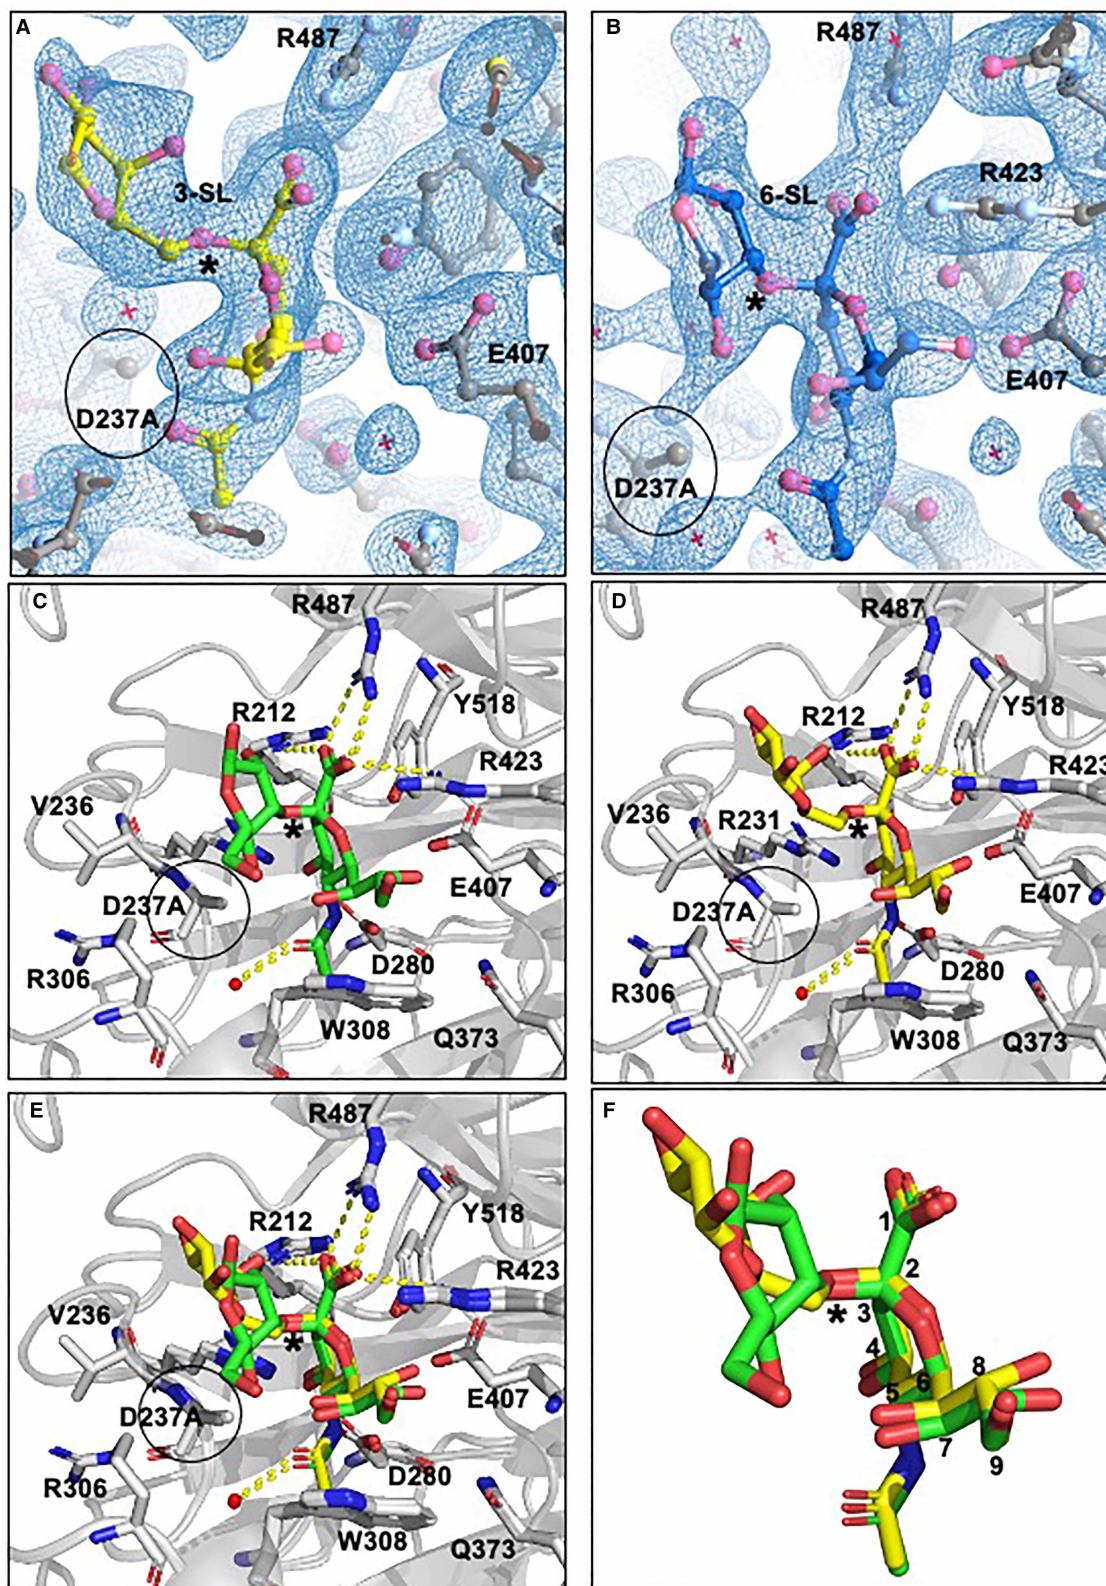 A
R487
3-SL
*
E407
D237A
B
R487
R423
6-SL
*
E407
D237A
C
R487
R212
Y518
R423
V236
*
E407
D237A
D280
R306
W308
Q373
D
R487
R212
Y518
R423
V236
R231
*
E407
D237A
D280
R306
W308
Q373
E
R487
R212
Y518
R423
V236
*
E407
D237A
D280
R306
W308
Q373
F
1
2
*
3
4
5
6
8
7
9